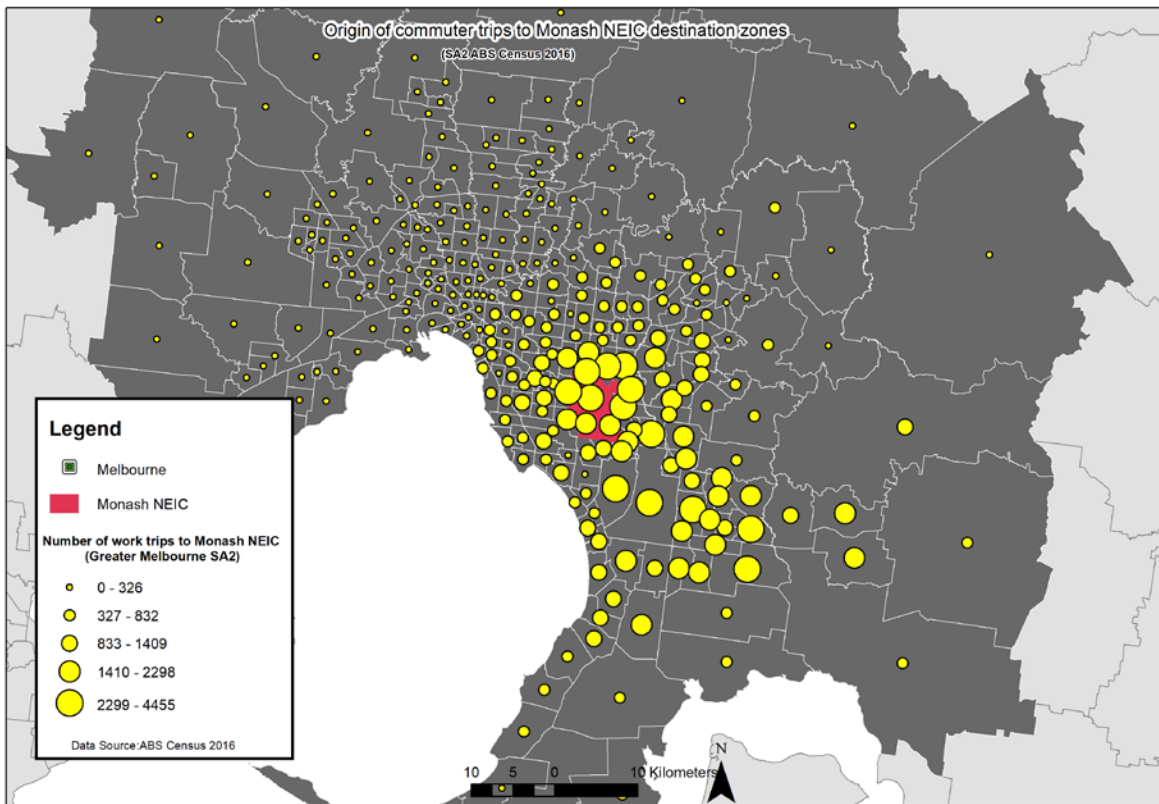 Origin of commuter trips to Monash NEIC destination zones
(SA2 ABS Census 2016)
Legend
Melbourne
Monash NEIC
Number of work trips to Monash NEIC
(Greater Melbourne SA2)
0 - 326
327 - 832
833 - 1409
1410 - 2298
2299 - 4455
Data Source:ABS Census 2016
N
10 5 0 10 Kilometers